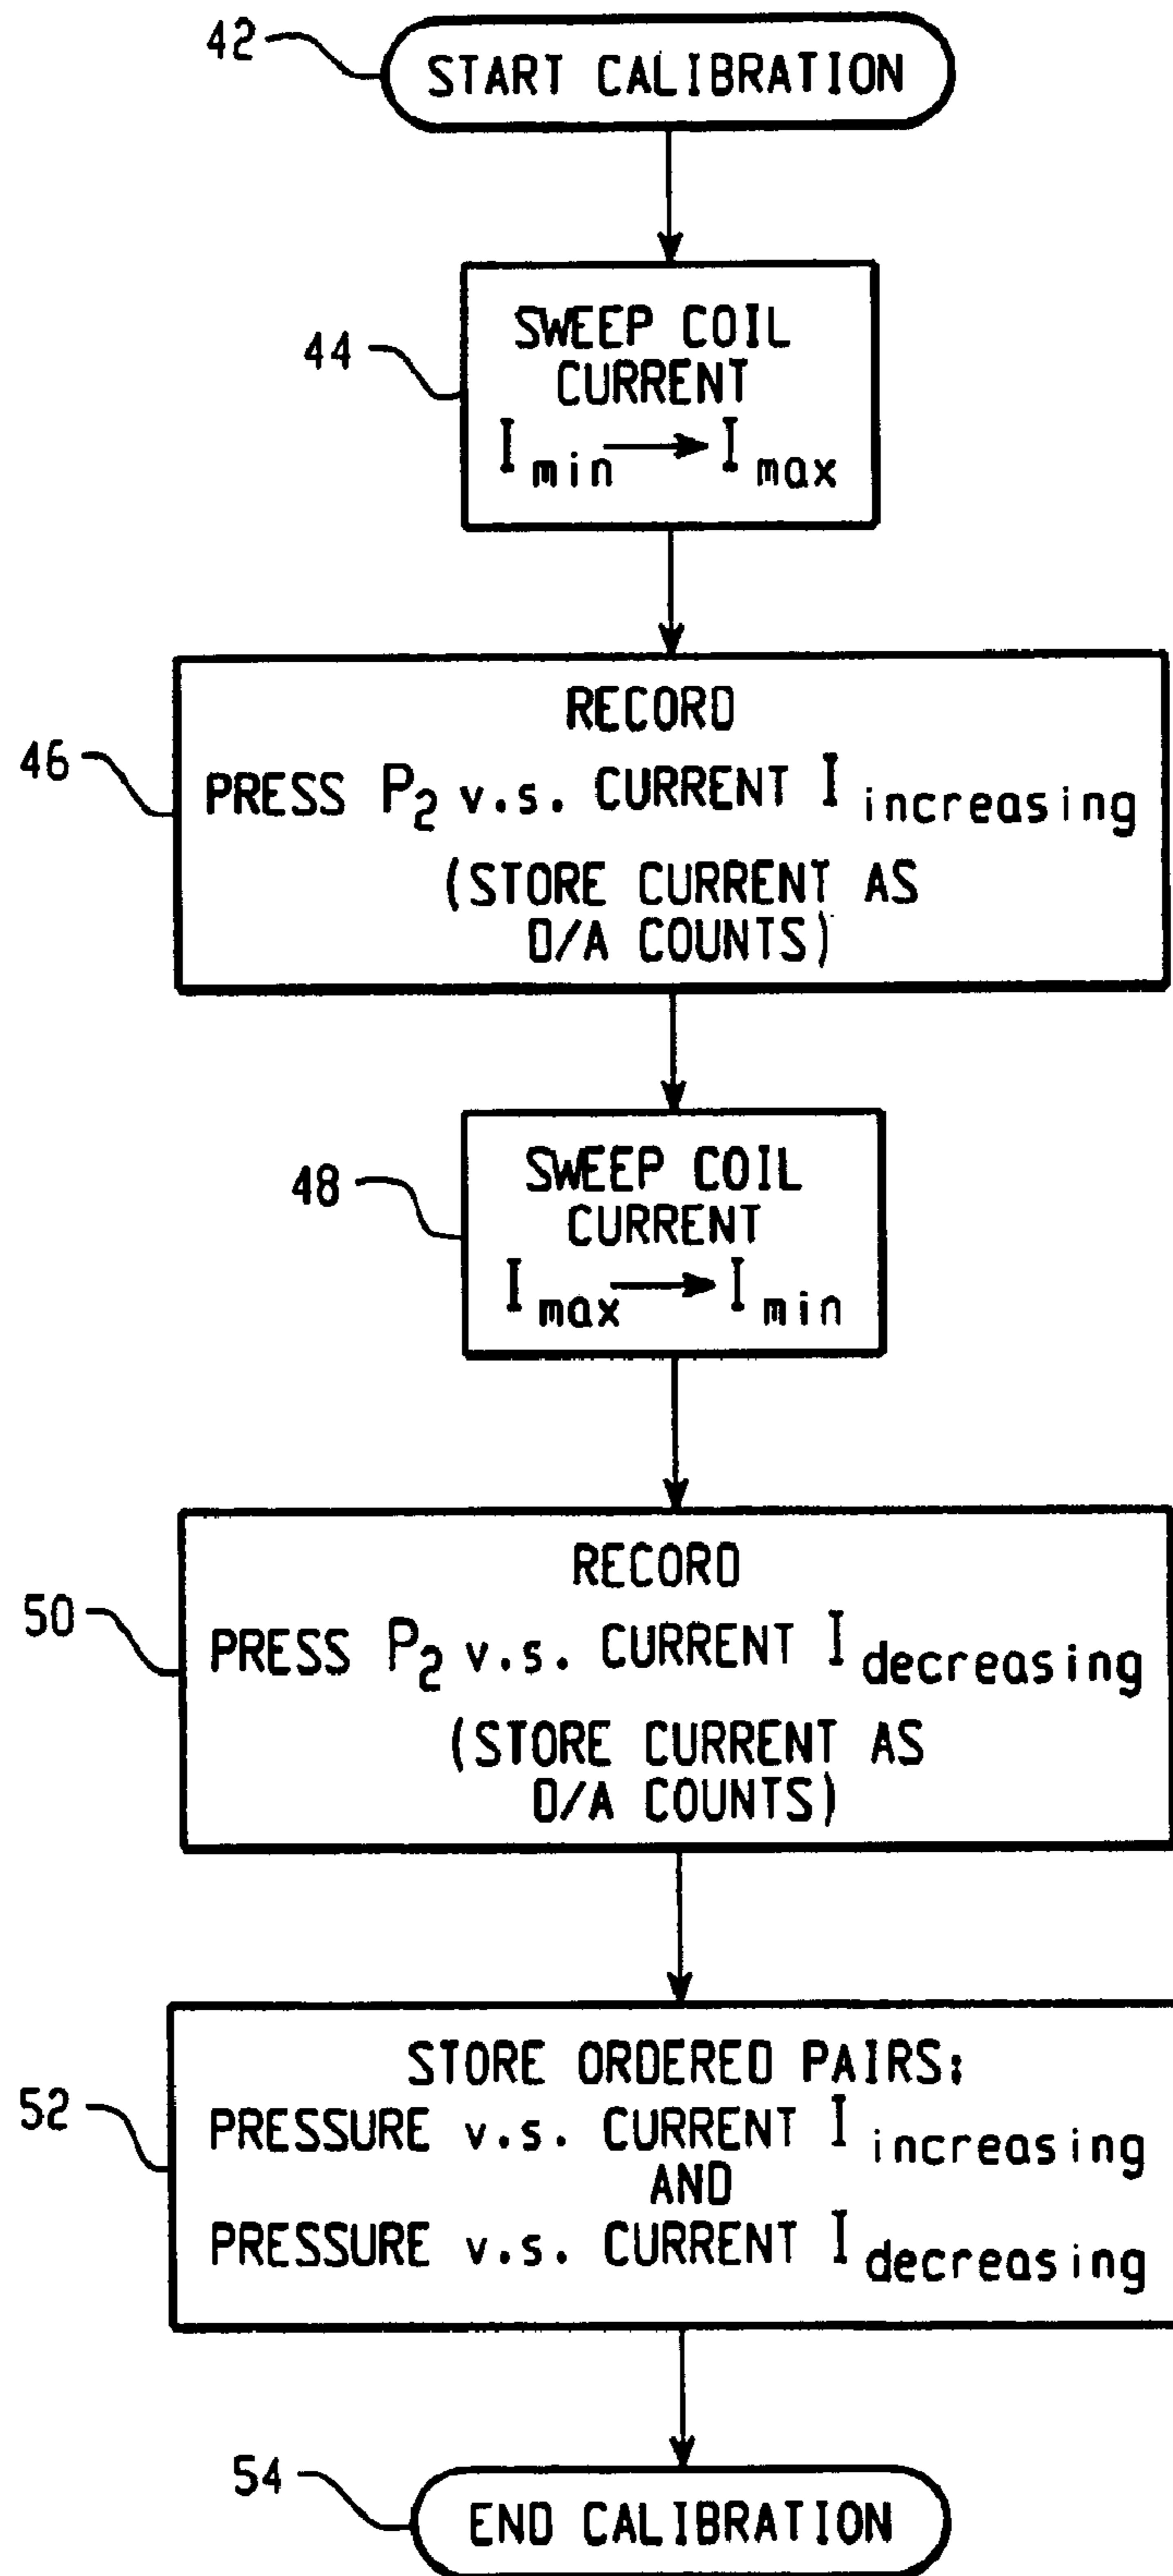 42
START CALIBRATION
44
SWEEP COIL
CURRENT
I min → I max
46
RECORD
PRESS P2 v.s. CURRENT I increasing
(STORE CURRENT AS
D/A COUNTS)
48
SWEEP COIL
CURRENT
I max → I min
50
RECORD
PRESS P2 v.s. CURRENT I decreasing
(STORE CURRENT AS
D/A COUNTS)
52
STORE ORDERED PAIRS:
PRESSURE v.s. CURRENT I increasing
AND
PRESSURE v.s. CURRENT I decreasing
54
END CALIBRATION